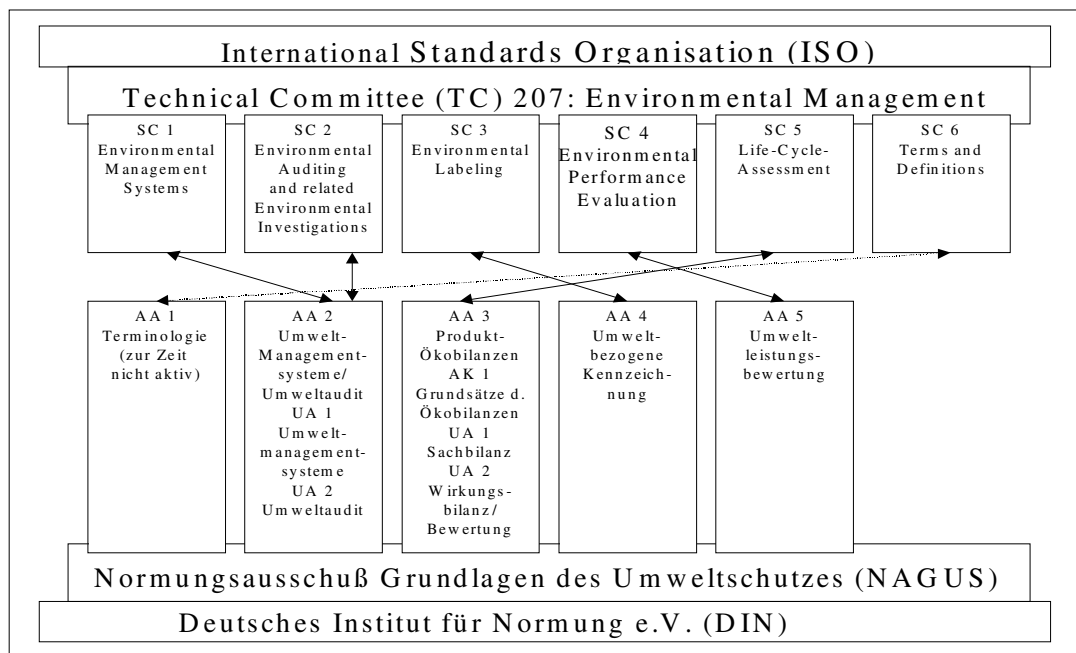 International Standards Organisation (ISO)
Technical Committee (TC) 207: Environmental Management
SC 1
Environmental
Management
Systems
SC 2
Environmental
Auditing
and related
Environmental
Investigations
SC 3
Environmental
Labeling
SC 4
Environmental
Performance
Evaluation
SC 5
Life-Cycle-
Assessment
SC 6
Terms and
Definitions
AA 1
Terminologie
(zur Zeit
nicht aktiv)
AA 2
Umwelt-
Management-
systeme/
Umweltaudit
UA 1
Umwelt-
management-
systeme
UA 2
Umweltaudit
AA 3
Produkt-
Ökobilanzen
AK 1
Grundsätze d.
Ökobilanzen
UA 1
Sachbilanz
UA 2
Wirkungs-
bilanz/
Bewertung
AA 4
Umwelt-
bezogene
Kennzeich-
nung
AA 5
Umwelt-
leistungs-
bewertung
Normungsausschuß Grundlagen des Umweltschutzes (NAGUS)
Deutsches Institut für Normung e.V. (DIN)